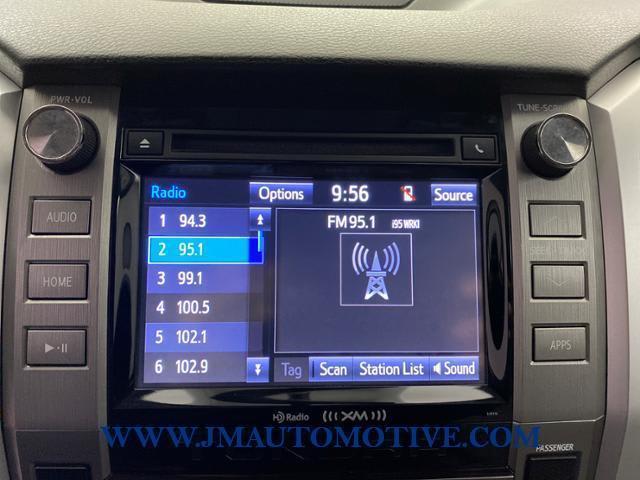 PWR•VOL
TUNE•SCROLL
Radio
Options
9:56
Source
AUDIO
1 94.3
FM 95.1 i95 WRKI
2 95.1
HOME
3 99.1
4 100.5
5 102.1
APPS
6 102.9
Tag
Scan
Station List
Sound
HD Radio
(((XM)))
WWW.JMAUTOMOTIVE.COM
PASSENGER